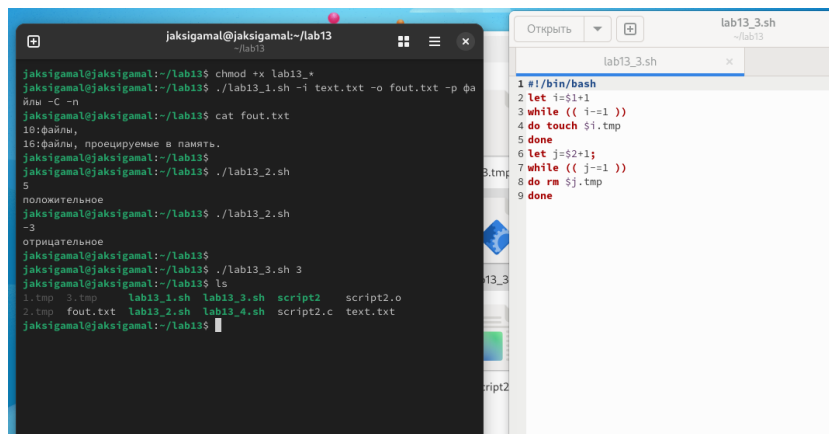 jaksigamal@jaksigamal:~/lab13
~/lab13
jaksigamal@jaksigamal:~/lab13$ chmod +x lab13_*
jaksigamal@jaksigamal:~/lab13$ ./lab13_1.sh -i text.txt -o fout.txt -p фа
йлы -C -n
jaksigamal@jaksigamal:~/lab13$ cat fout.txt
10:файлы,
16:файлы, проецируемые в память.
jaksigamal@jaksigamal:~/lab13$
jaksigamal@jaksigamal:~/lab13$ ./lab13_2.sh
5
положительное
jaksigamal@jaksigamal:~/lab13$ ./lab13_2.sh
-3
отрицательное
jaksigamal@jaksigamal:~/lab13$
jaksigamal@jaksigamal:~/lab13$ ./lab13_3.sh 3
jaksigamal@jaksigamal:~/lab13$ ls
1.tmp 3.tmp lab13_1.sh lab13_3.sh script2 script2.o
2.tmp fout.txt lab13_2.sh lab13_4.sh script2.c text.txt
jaksigamal@jaksigamal:~/lab13$
3.tmp
13_3
cript2
Открыть
lab13_3.sh
~/lab13
lab13_3.sh
1 #!/bin/bash
2 let i=$1+1
3 while (( i-=1 ))
4 do touch $i.tmp
5 done
6 let j=$2+1;
7 while (( j-=1 ))
8 do rm $j.tmp
9 done